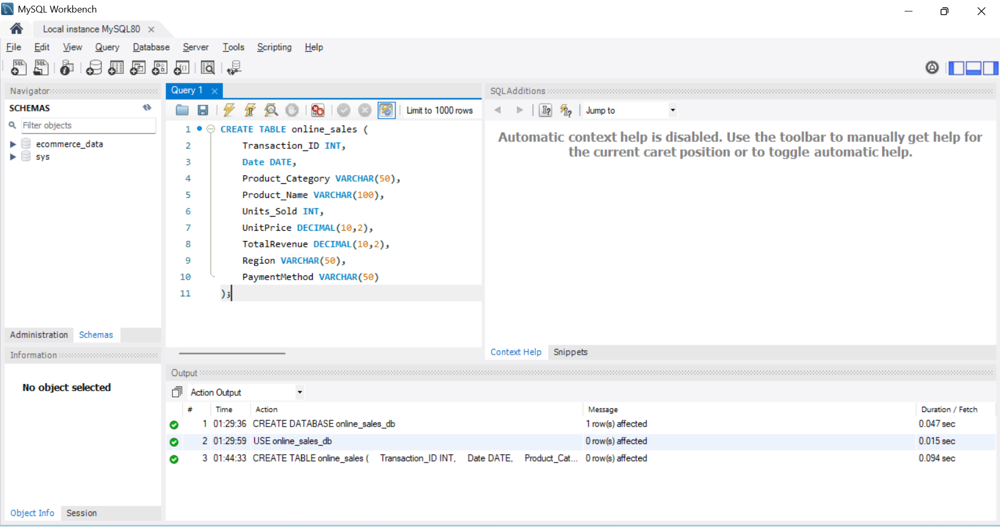 MySQL Workbench
Local instance MySQL80
File Edit View Query Database Server Tools Scripting Help
Navigator
SCHEMAS
Filter objects
ecommerce_data
sys
Administration Schemas
Information
No object selected
Object Info Session
Query 1
Limit to 1000 rows
1 CREATE TABLE online_sales (
2 Transaction_ID INT,
3 Date DATE,
4 Product_Category VARCHAR(50),
5 Product_Name VARCHAR(100),
6 Units_Sold INT,
7 UnitPrice DECIMAL(10,2),
8 TotalRevenue DECIMAL(10,2),
9 Region VARCHAR(50),
10 PaymentMethod VARCHAR(50)
11 );
SQLAdditions
Jump to
Automatic context help is disabled. Use the toolbar to manually get help for
the current caret position or to toggle automatic help.
Context Help Snippets
Output
Action Output
# Time Action Message Duration / Fetch
1 01:29:36 CREATE DATABASE online_sales_db 1 row(s) affected 0.047 sec
2 01:29:59 USE online_sales_db 0 row(s) affected 0.015 sec
3 01:44:33 CREATE TABLE online_sales ( Transaction_ID INT, Date DATE, Product_Cat... 0 row(s) affected 0.094 sec